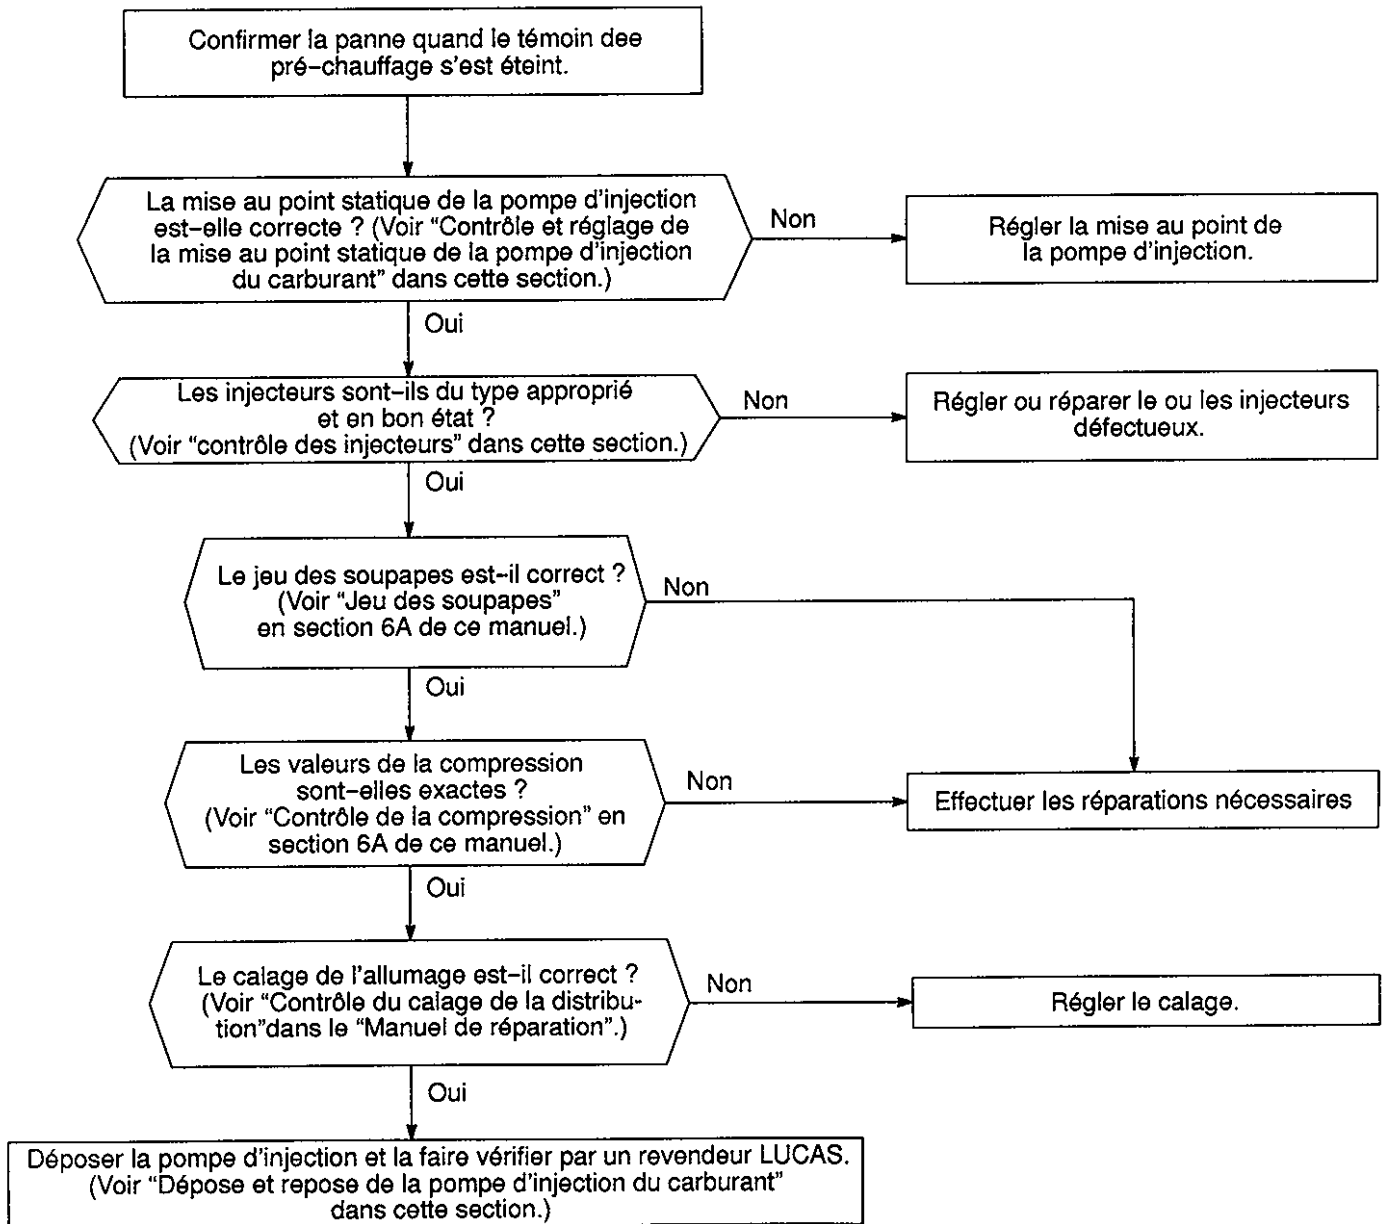 Confirmer la panne quand le témoin dee
pré-chauffage s'est éteint.
La mise au point statique de la pompe d'injection
est-elle correcte ? (Voir “Contrôle et réglage de
la mise au point statique de la pompe d'injection
du carburant” dans cette section.)
Non
Régler la mise au point de
la pompe d'injection.
Oui
Les injecteurs sont-ils du type approprié
et en bon état ?
(Voir “contrôle des injecteurs” dans cette section.)
Non
Régler ou réparer le ou les injecteurs
défectueux.
Oui
Le jeu des soupapes est-il correct ?
(Voir “Jeu des soupapes”
en section 6A de ce manuel.)
Non
Oui
Les valeurs de la compression
sont-elles exactes ?
(Voir “Contrôle de la compression” en
section 6A de ce manuel.)
Non
Effectuer les réparations nécessaires
Oui
Le calage de l'allumage est-il correct ?
(Voir “Contrôle du calage de la distribu-
tion”dans le “Manuel de réparation”.)
Non
Régler le calage.
Oui
Déposer la pompe d'injection et la faire vérifier par un revendeur LUCAS.
(Voir “Dépose et repose de la pompe d'injection du carburant”
dans cette section.)